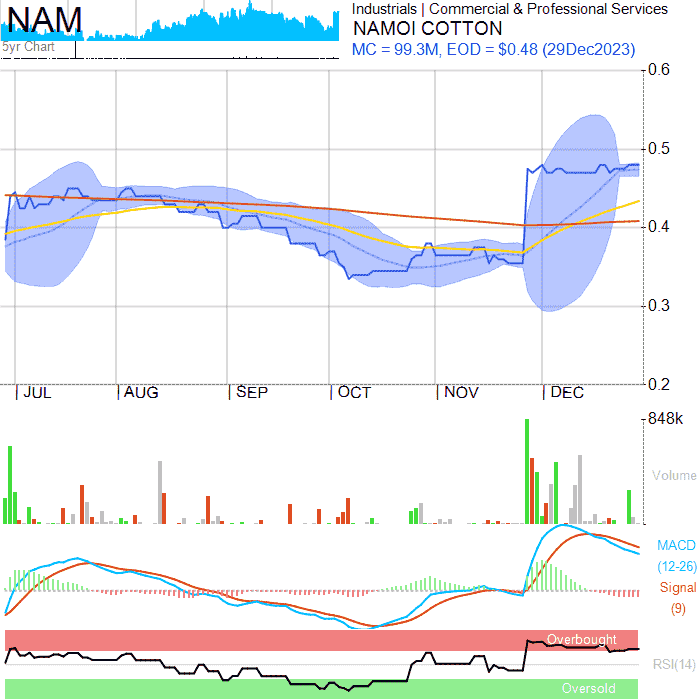 NAM
5yr Chart
Industrials | Commercial & Professional Services
NAMOI COTTON
MC = 99.3M, EOD = $0.48 (29Dec2023)
0.6
0.5
0.4
0.3
0.2
| JUL | AUG | SEP | OCT | NOV | DEC
848k
Volume
MACD
(12-26)
Signal
(9)
Overbought
RSI(14)
Oversold